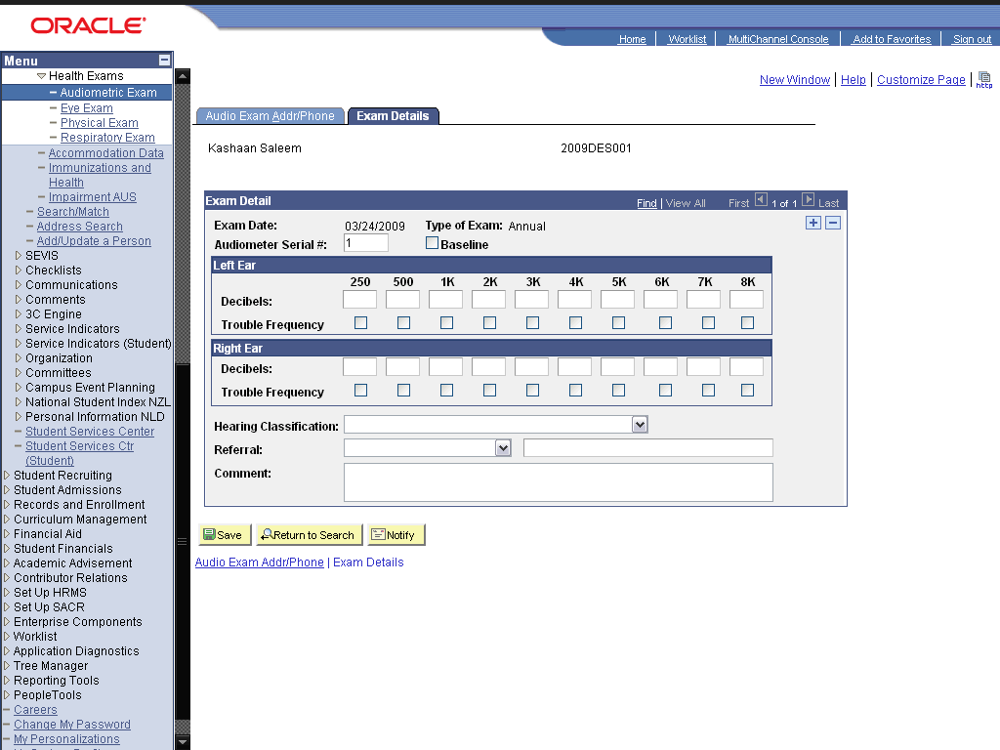 ORACLE
Home
Worklist
MultiChannel Console
Add to Favorites
Sign out
Menu
Health Exams
Audiometric Exam
Eye Exam
Physical Exam
Respiratory Exam
Accommodation Data
Immunizations and
Health
Impairment AUS
Search/Match
Address Search
Add/Update a Person
SEVIS
Checklists
Communications
Comments
3C Engine
Service Indicators
Service Indicators (Student)
Organization
Committees
Campus Event Planning
National Student Index NZL
Personal Information NLD
Student Services Center
Student Services Ctr
(Student)
Student Recruiting
Student Admissions
Records and Enrollment
Curriculum Management
Financial Aid
Student Financials
Academic Advisement
Contributor Relations
Set Up HRMS
Set Up SACR
Enterprise Components
Worklist
Application Diagnostics
Tree Manager
Reporting Tools
PeopleTools
Careers
Change My Password
My Personalizations
New Window | Help | Customize Page | http
Audio Exam Addr/Phone
Exam Details
Kashaan Saleem 2009DES001
Exam Detail Find | View All First 1 of 1 Last
Exam Date: 03/24/2009 Type of Exam: Annual
Audiometer Serial #: 1 Baseline
Left Ear
250 500 1K 2K 3K 4K 5K 6K 7K 8K
Decibels:
Trouble Frequency
Right Ear
Decibels:
Trouble Frequency
Hearing Classification:
Referral:
Comment:
Save Return to Search Notify
Audio Exam Addr/Phone | Exam Details